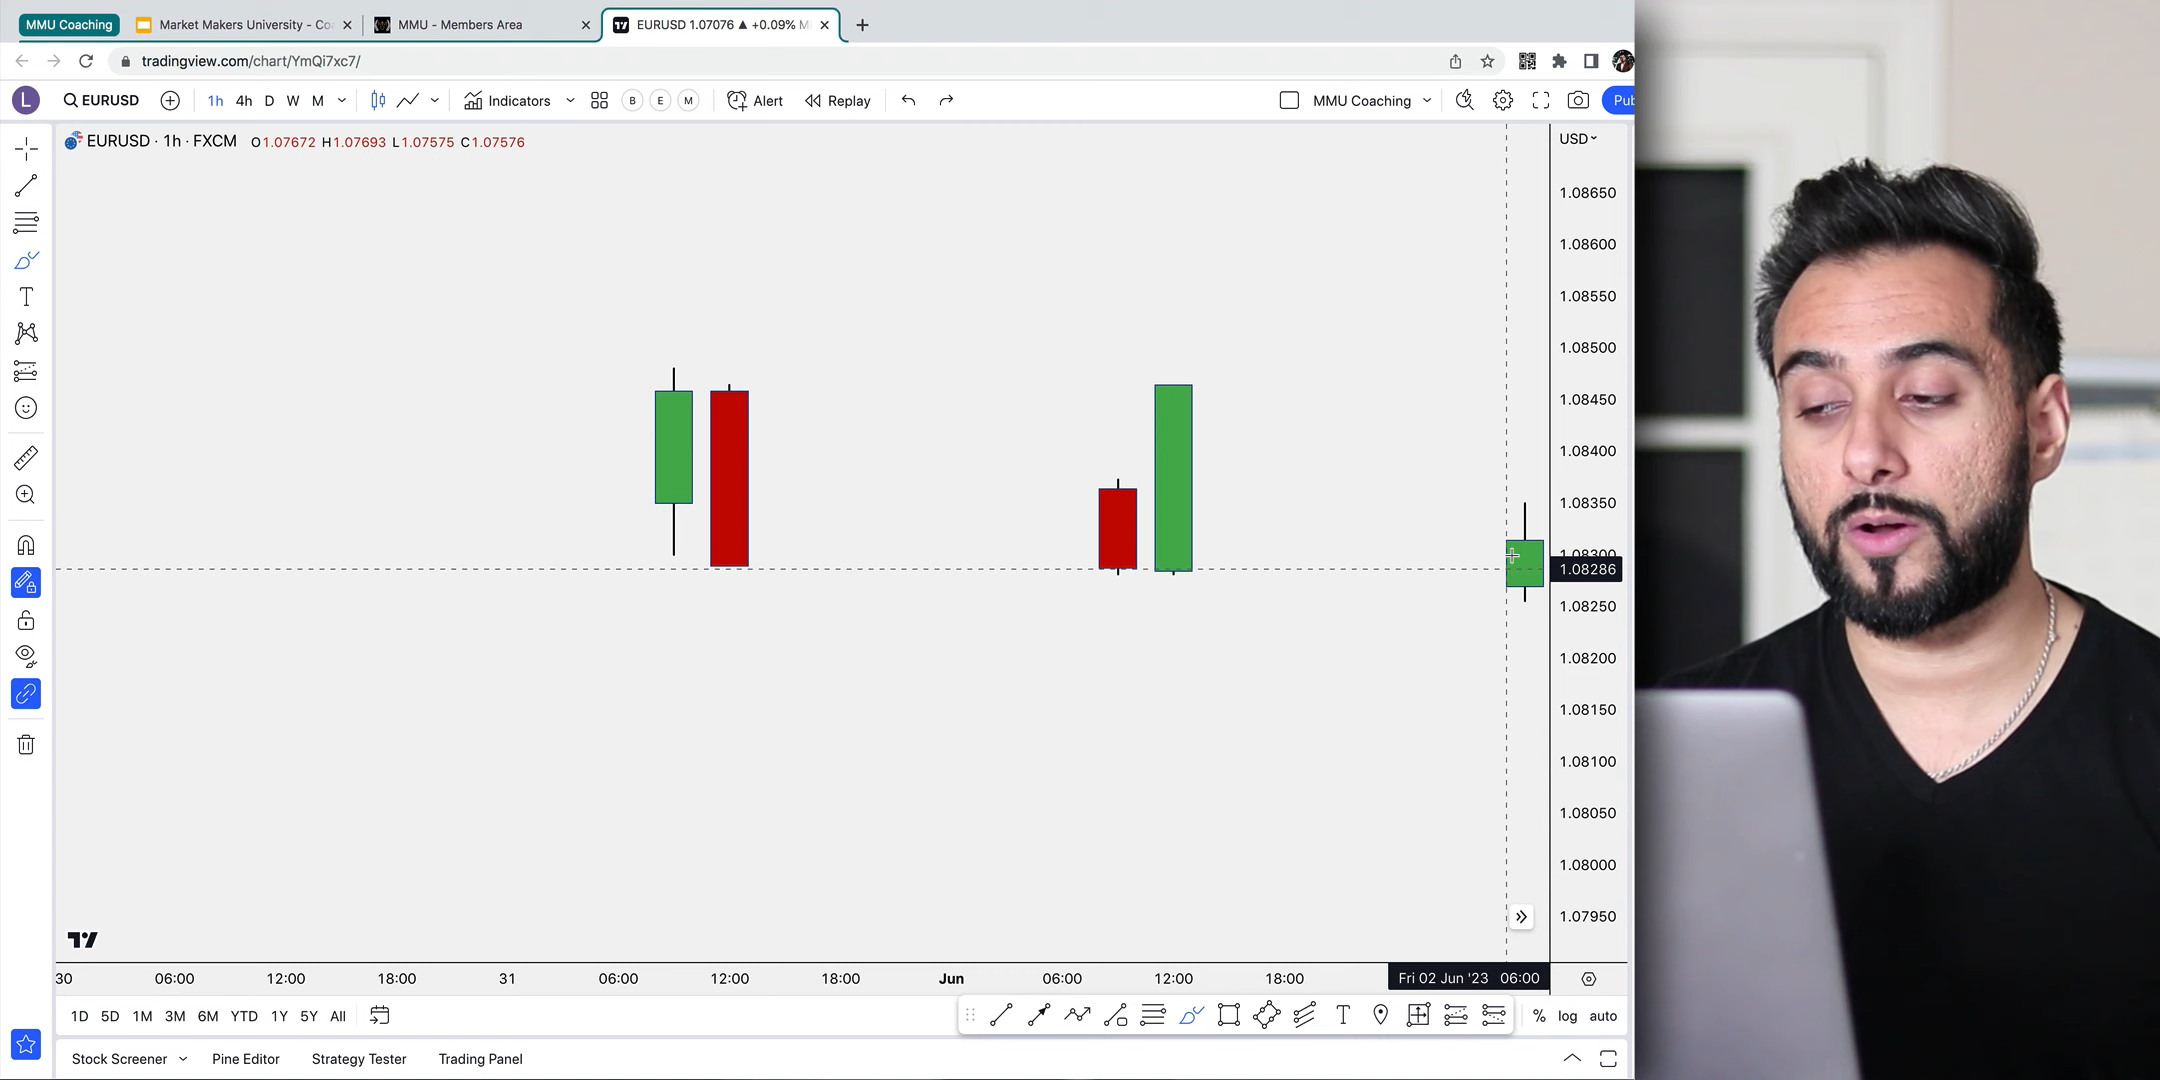 MMU Coaching
Market Makers University - Co
MMU - Members Area
EURUSD 1.07076 ▲ +0.09% M
tradingview.com/chart/YmQi7xc7/
L
EURUSD
1h
4h
D
W
M
Indicators
B
E
M
Alert
Replay
MMU Coaching
Pub
EURUSD · 1h · FXCM O1.07672 H1.07693 L1.07575 C1.07576
USD
1.08650
1.08600
1.08550
1.08500
1.08450
1.08400
1.08350
1.08300
1.08286
1.08250
1.08200
1.08150
1.08100
1.08050
1.08000
1.07950
30 06:00 12:00 18:00 31 06:00 12:00 18:00 Jun 06:00 12:00 18:00 Fri 02 Jun '23 06:00
1D 5D 1M 3M 6M YTD 1Y 5Y All
T
% log auto
Stock Screener Pine Editor Strategy Tester Trading Panel